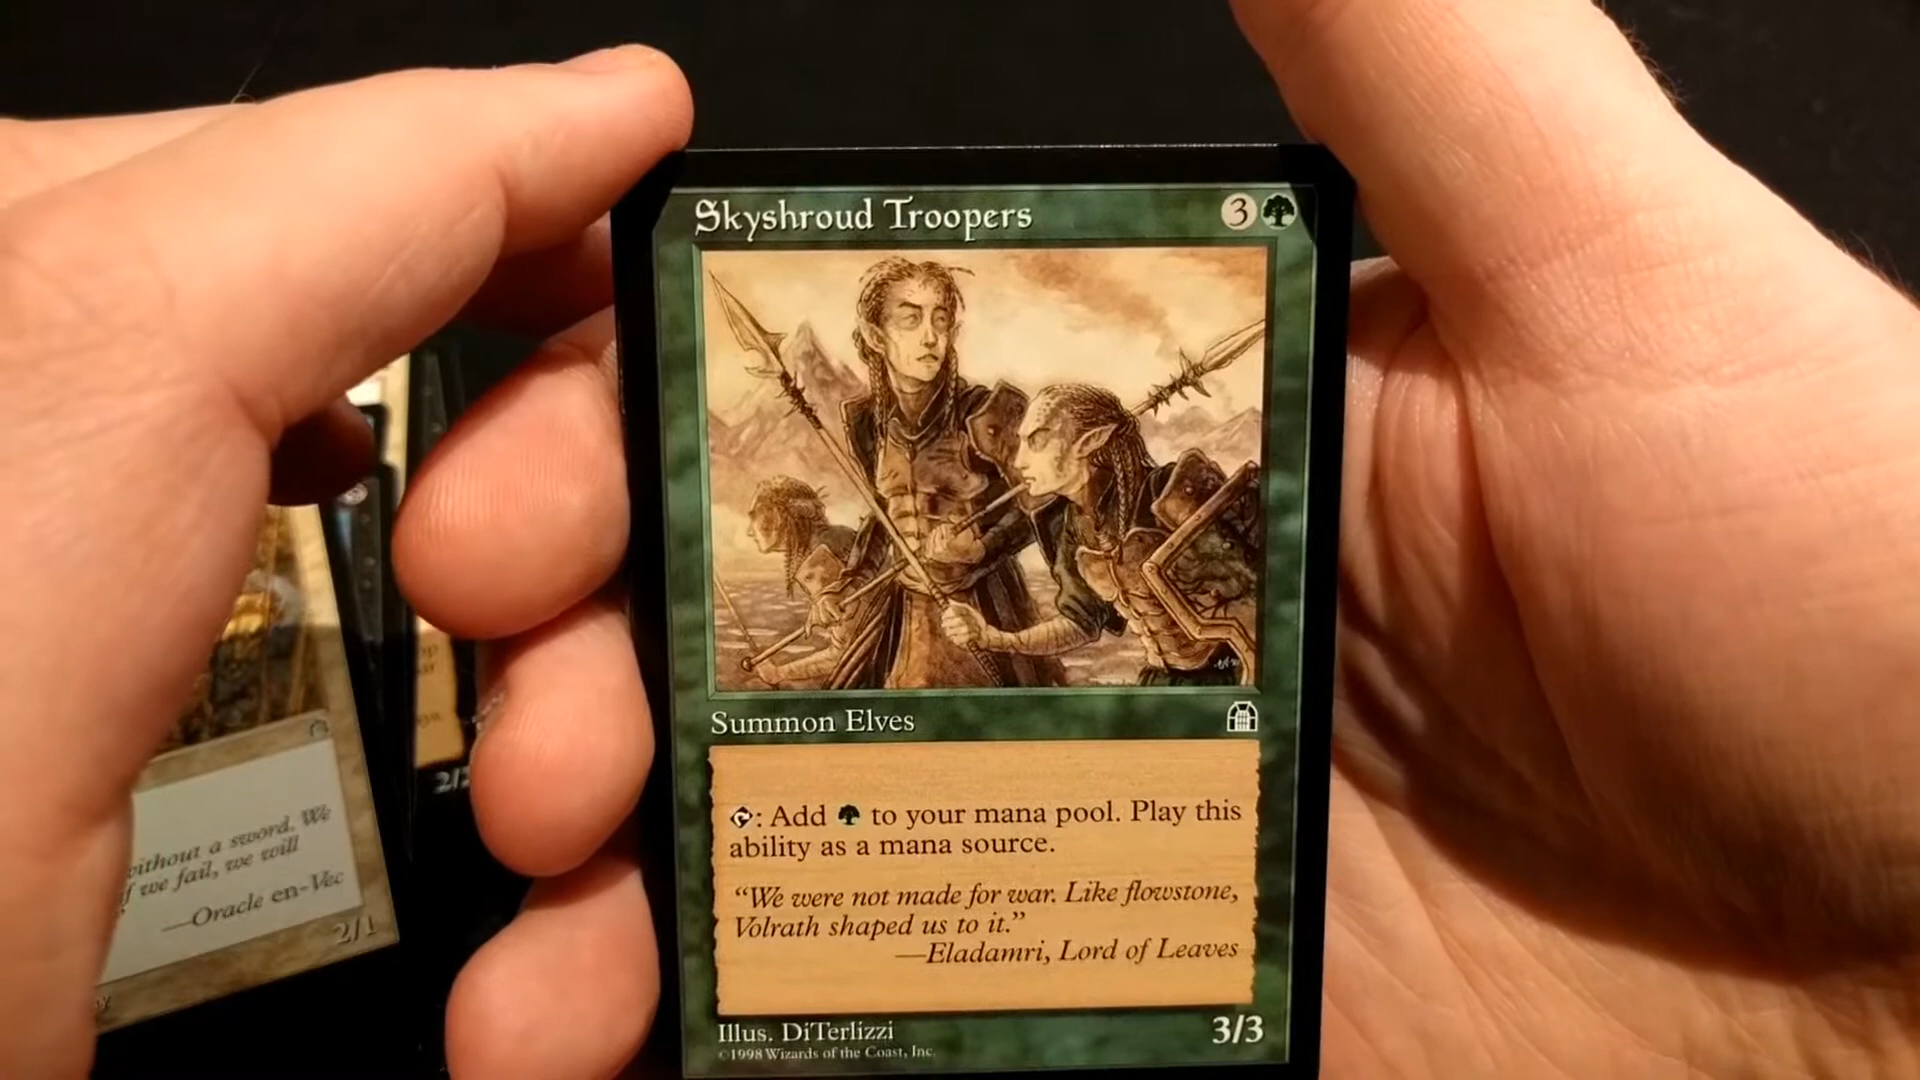 Skyshroud Troopers 3
Summon Elves
: Add to your mana pool. Play this
ability as a mana source.
“We were not made for war. Like flowstone,
Volrath shaped us to it.”
—Eladamri, Lord of Leaves
Illus. DiTerlizzi 3/3
©1998 Wizards of the Coast, Inc.
without a sword. We
if we fail, we will
—Oracle en-Vec
2/1